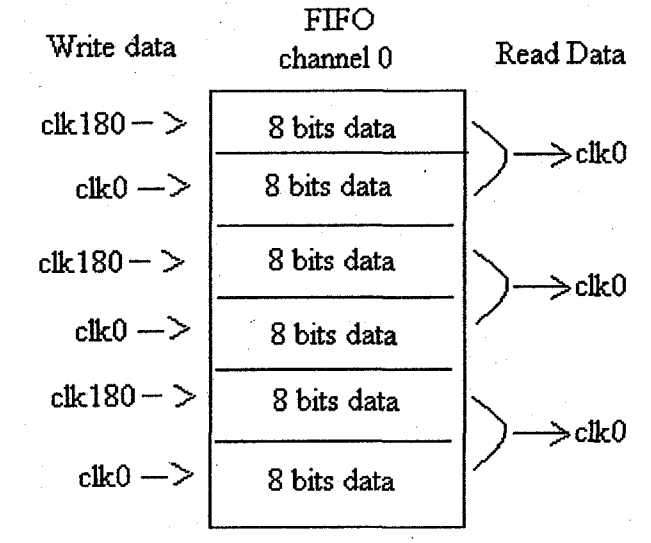 FIFO
Write data channel 0 Read Data
clk180 – > 8 bits data
clk0
clk0 –> 8 bits data
clk180 – > 8 bits data
clk0
clk0 –> 8 bits data
clk180 – > 8 bits data
clk0
clk0 –> 8 bits data